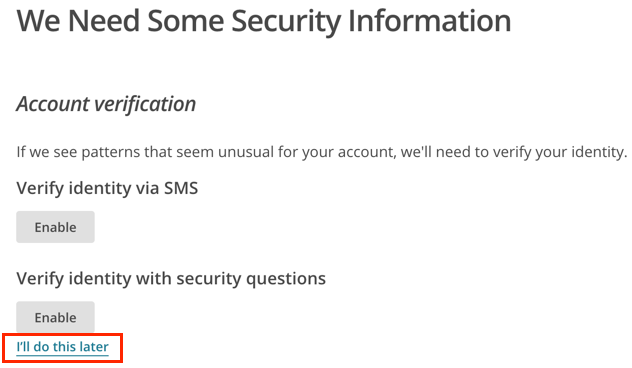 We Need Some Security Information
Account verification
If we see patterns that seem unusual for your account, we'll need to verify your identity.
Verify identity via SMS
Enable
Verify identity with security questions
Enable
I'll do this later